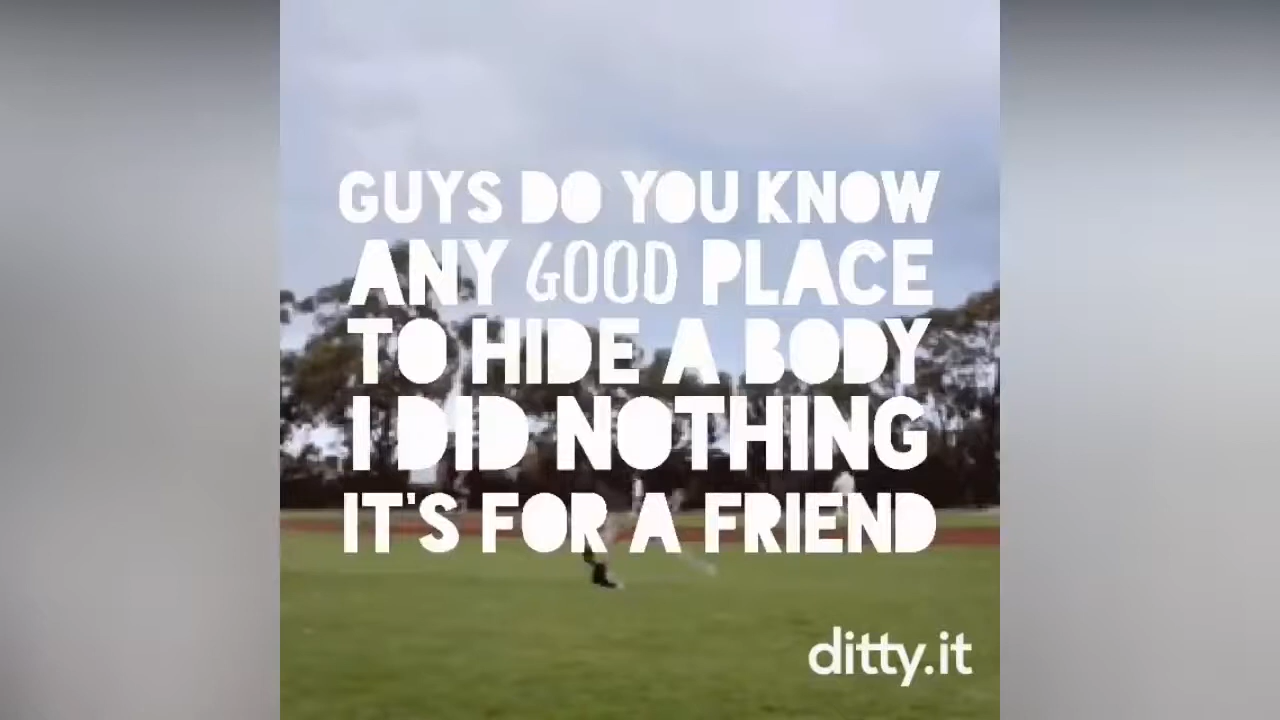 GUYS DO YOU KNOW
ANY GOOD PLACE
TO HIDE A BODY
I DID NOTHING
IT'S FOR A FRIEND
ditty.it